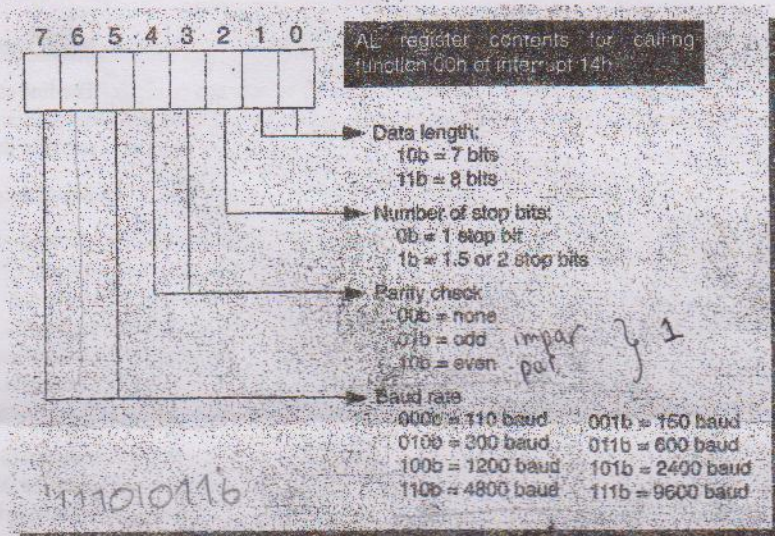 7 6 5 4 3 2 1 0
AL register contents for calling
function 00h of interrupt 14h
Data length:
10b = 7 bits
11b = 8 bits
Number of stop bits:
0b = 1 stop bit
1b = 1.5 or 2 stop bits
Parity check
00b = none
01b = odd impar } 1
10b = even par
Baud rate
000b = 110 baud 001b = 150 baud
010b = 300 baud 011b = 600 baud
100b = 1200 baud 101b = 2400 baud
110b = 4800 baud 111b = 9600 baud